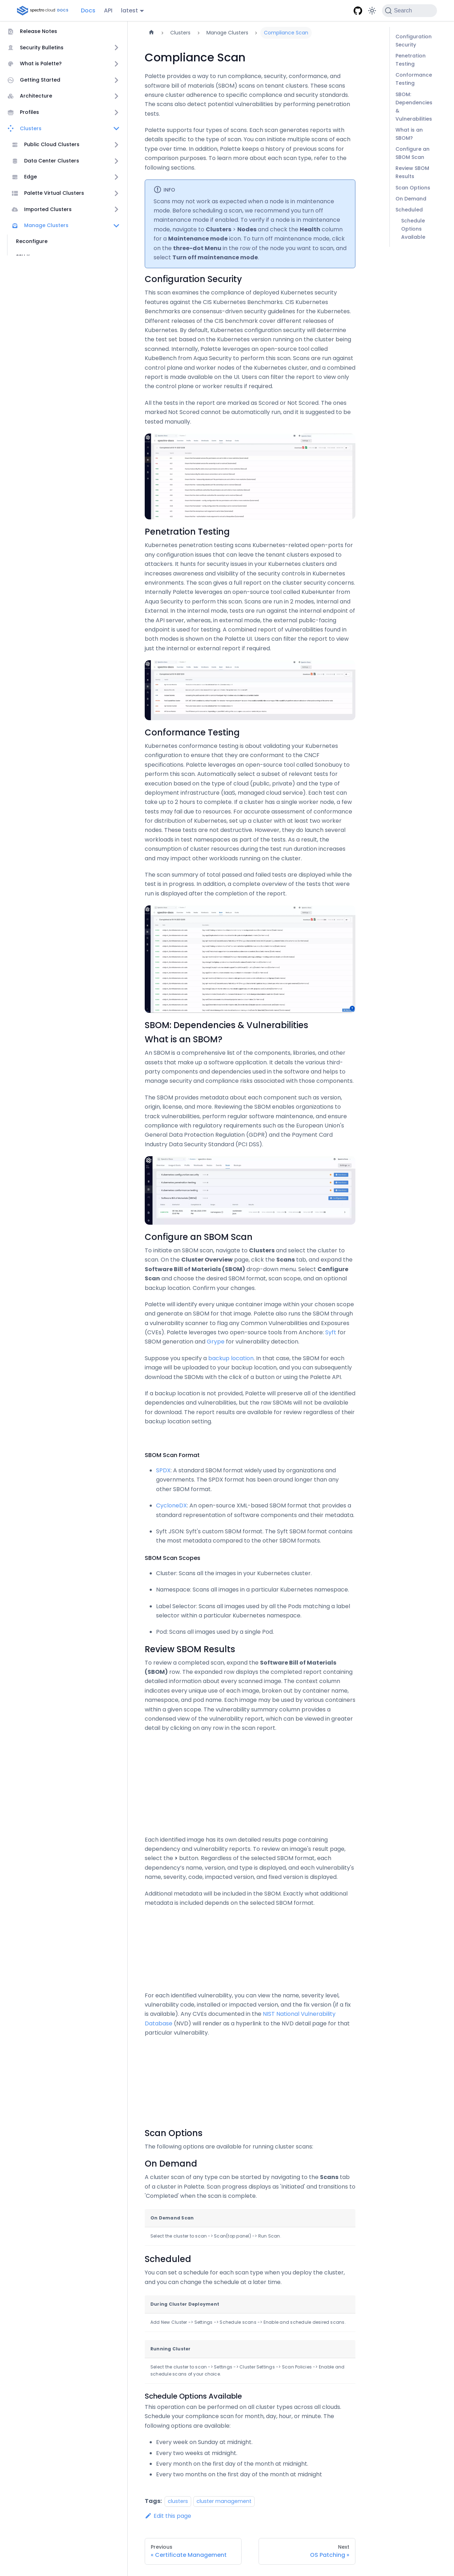 spectrocloud DOCS
Docs
API
latest
Search
Release Notes
Security Bulletins
What is Palette?
Getting Started
Architecture
Profiles
Clusters
Public Cloud Clusters
Data Center Clusters
Edge
Palette Virtual Clusters
Imported Clusters
Manage Clusters
Reconfigure
Clusters
Manage Clusters
Compliance Scan
Compliance Scan
Palette provides a way to run compliance, security, conformance, and
software bill of materials (SBOM) scans on tenant clusters. These scans
ensure cluster adherence to specific compliance and security standards.
The scans also detect potential vulnerabilities by performing penetration
tests.
Palette supports four types of scans. Each scan generates reports with
details specific to the type of scan. You can initiate multiple scans of each
type over time. In addition, Palette keeps a history of previous scans for
comparison purposes. To learn more about each scan type, refer to the
following sections.
INFO
Scans may not work as expected when a node is in maintenance
mode. Before scheduling a scan, we recommend you turn off
maintenance mode if enabled. To verify if a node is in maintenance
mode, navigate to Clusters > Nodes and check the Health column
for a Maintenance mode icon. To turn off maintenance mode, click
on the three-dot Menu in the row of the node you want to scan, and
select Turn off maintenance mode.
Configuration Security
This scan examines the compliance of deployed Kubernetes security
features against the CIS Kubernetes Benchmarks. CIS Kubernetes
Benchmarks are consensus-driven security guidelines for the Kubernetes.
Different releases of the CIS benchmark cover different releases of
Kubernetes. By default, Kubernetes configuration security will determine
the test set based on the Kubernetes version running on the cluster being
scanned. Internally, Palette leverages an open-source tool called
KubeBench from Aqua Security to perform this scan. Scans are run against
control plane and worker nodes of the Kubernetes cluster, and a combined
report is made available on the UI. Users can filter the report to view only
the control plane or worker results if required.
All the tests in the report are marked as Scored or Not Scored. The ones
marked Not Scored cannot be automatically run, and it is suggested to be
tested manually.
Penetration Testing
Kubernetes penetration testing scans Kubernetes-related open-ports for
any configuration issues that can leave the tenant clusters exposed to
attackers. It hunts for security issues in your Kubernetes clusters and
increases awareness and visibility of the security controls in Kubernetes
environments. The scan gives a full report on the cluster security concerns.
Internally Palette leverages an open-source tool called KubeHunter from
Aqua Security to perform this scan. Scans are run in 2 modes, Internal and
External. In the internal mode, tests are run against the internal endpoint of
the API server, whereas, in external mode, the external public-facing
endpoint is used for testing. A combined report of vulnerabilities found in
both modes is shown on the Palette UI. Users can filter the report to view
just the internal or external report if required.
Conformance Testing
Kubernetes conformance testing is about validating your Kubernetes
configuration to ensure that they are conformant to the CNCF
specifications. Palette leverages an open-source tool called Sonobuoy to
perform this scan. Automatically select a subset of relevant tests for
execution based on the type of cloud (public, private) and the type of
deployment infrastructure (IaaS, managed cloud service). Each test can
take up to 2 hours to complete. If a cluster has a single worker node, a few
tests may fail due to resources. For accurate assessment of conformance
for distribution of Kubernetes, set up a cluster with at least two worker
nodes. These tests are not destructive. However, they do launch several
workloads in test namespaces as part of the tests. As a result, the
consumption of cluster resources during the test run duration increases
and may impact other workloads running on the cluster.
The scan summary of total passed and failed tests are displayed while the
test is in progress. In addition, a complete overview of the tests that were
run is displayed after the completion of the report.
SBOM: Dependencies & Vulnerabilities
What is an SBOM?
An SBOM is a comprehensive list of the components, libraries, and other
assets that make up a software application. It details the various third-
party components and dependencies used in the software and helps to
manage security and compliance risks associated with those components.
The SBOM provides metadata about each component such as version,
origin, license, and more. Reviewing the SBOM enables organizations to
track vulnerabilities, perform regular software maintenance, and ensure
compliance with regulatory requirements such as the European Union's
General Data Protection Regulation (GDPR) and the Payment Card
Industry Data Security Standard (PCI DSS).
Configure an SBOM Scan
To initiate an SBOM scan, navigate to Clusters and select the cluster to
scan. On the Cluster Overview page, click the Scans tab, and expand the
Software Bill of Materials (SBOM) drop-down menu. Select Configure
Scan and choose the desired SBOM format, scan scope, and an optional
backup location. Confirm your changes.
Palette will identify every unique container image within your chosen scope
and generate an SBOM for that image. Palette also runs the SBOM through
a vulnerability scanner to flag any Common Vulnerabilities and Exposures
(CVEs). Palette leverages two open-source tools from Anchore: Syft for
SBOM generation and Grype for vulnerability detection.
Suppose you specify a backup location. In that case, the SBOM for each
image will be uploaded to your backup location, and you can subsequently
download the SBOMs with the click of a button or using the Palette API.
If a backup location is not provided, Palette will preserve all of the identified
dependencies and vulnerabilities, but the raw SBOMs will not be available
for download. The report results are available for review regardless of their
backup location setting.
SBOM Scan Format
• SPDX: A standard SBOM format widely used by organizations and
governments. The SPDX format has been around longer than any
other SBOM format.
• CycloneDX: An open-source XML-based SBOM format that provides a
standard representation of software components and their metadata.
• Syft JSON: Syft's custom SBOM format. The Syft SBOM format contains
the most metadata compared to the other SBOM formats.
SBOM Scan Scopes
• Cluster: Scans all the images in your Kubernetes cluster.
• Namespace: Scans all images in a particular Kubernetes namespace.
• Label Selector: Scans all images used by all the Pods matching a label
selector within a particular Kubernetes namespace.
• Pod: Scans all images used by a single Pod.
Review SBOM Results
To review a completed scan, expand the Software Bill of Materials
(SBOM) row. The expanded row displays the completed report containing
detailed information about every scanned image. The context column
indicates every unique use of each image, broken out by container name,
namespace, and pod name. Each image may be used by various containers
within a given scope. The vulnerability summary column provides a
condensed view of the vulnerability report, which can be viewed in greater
detail by clicking on any row in the scan report.
Each identified image has its own detailed results page containing
dependency and vulnerability reports. To review an image's result page,
select the > button. Regardless of the selected SBOM format, each
dependency's name, version, and type is displayed, and each vulnerability's
name, severity, code, impacted version, and fixed version is displayed.
Additional metadata will be included in the SBOM. Exactly what additional
metadata is included depends on the selected SBOM format.
For each identified vulnerability, you can view the name, severity level,
vulnerability code, installed or impacted version, and the fix version (if a fix
is available). Any CVEs documented in the NIST National Vulnerability
Database (NVD) will render as a hyperlink to the NVD detail page for that
particular vulnerability.
Scan Options
The following options are available for running cluster scans:
On Demand
A cluster scan of any type can be started by navigating to the Scans tab
of a cluster in Palette. Scan progress displays as 'Initiated' and transitions to
'Completed' when the scan is complete.
On Demand Scan
Select the cluster to scan -> Scan(top panel) -> Run Scan
Scheduled
You can set a schedule for each scan type when you deploy the cluster,
and you can change the schedule at a later time.
During Cluster Deployment
Add New Cluster -> Settings -> Schedule scans -> Enable and schedule desired scans
Running Cluster
Select the cluster to scan -> Settings -> Cluster Settings -> Scan Policies -> Enable and
schedule scans of your choice
Schedule Options Available
This operation can be performed on all cluster types across all clouds.
Schedule your compliance scan for month, day, hour, or minute. The
following options are available:
• Every week on Sunday at midnight.
• Every two weeks at midnight.
• Every month on the first day of the month at midnight.
• Every two months on the first day of the month at midnight
Tags: clusters cluster management
Edit this page
Previous
« Certificate Management
Next
OS Patching »
Configuration
Security
Penetration
Testing
Conformance
Testing
SBOM:
Dependencies
&
Vulnerabilities
What is an
SBOM?
Configure an
SBOM Scan
Review SBOM
Results
Scan Options
On Demand
Scheduled
Schedule
Options
Available